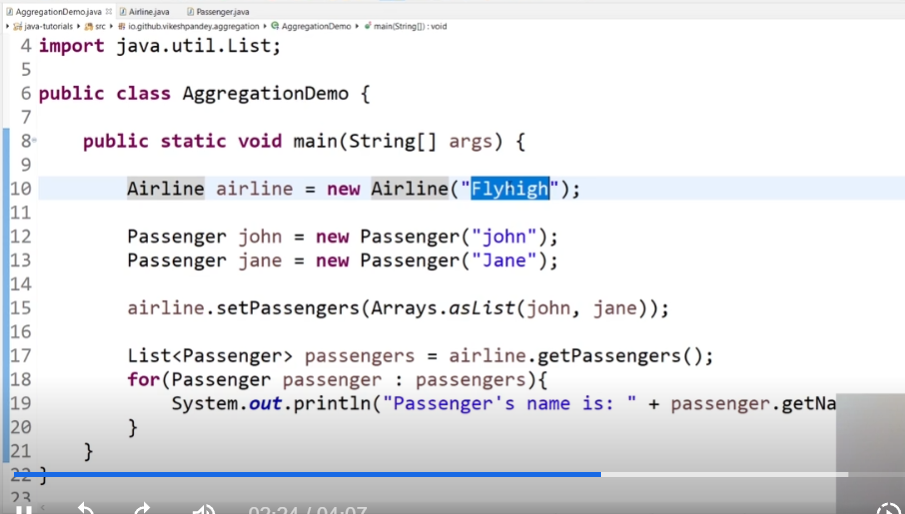 AggregationDemo.java Airline.java Passenger.java
java-tutorials src io.github.vikeshpandey.aggregation AggregationDemo main(String[]) : void
4 import java.util.List;
5
6 public class AggregationDemo {
7
8 public static void main(String[] args) {
9
10 Airline airline = new Airline("Flyhigh");
11
12 Passenger john = new Passenger("john");
13 Passenger jane = new Passenger("Jane");
14
15 airline.setPassengers(Arrays.asList(john, jane));
16
17 List<Passenger> passengers = airline.getPassengers();
18 for(Passenger passenger : passengers){
19 System.out.println("Passenger's name is: " + passenger.getNa
20 }
21 }
22 }
23
02:24 / 04:07